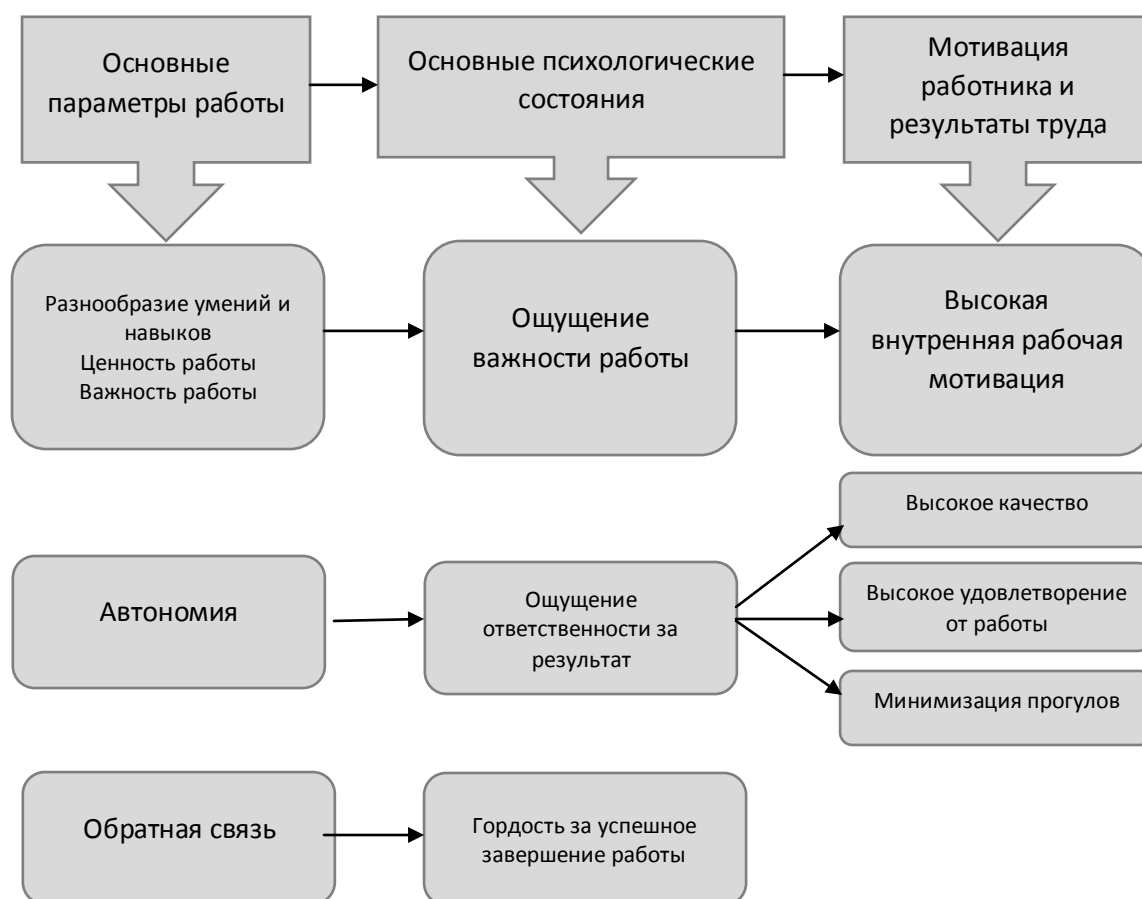 Основные
параметры работы
Основные психологические
состояния
Мотивация
работника и
результаты труда
Разнообразие умений и
навыков
Ценность работы
Важность работы
Ощущение
важности работы
Высокая
внутренняя рабочая
мотивация
Высокое качество
Автономия
Ощущение
ответственности за
результат
Высокое удовлетворение
от работы
Минимизация прогулов
Обратная связь
Гордость за успешное
завершение работы